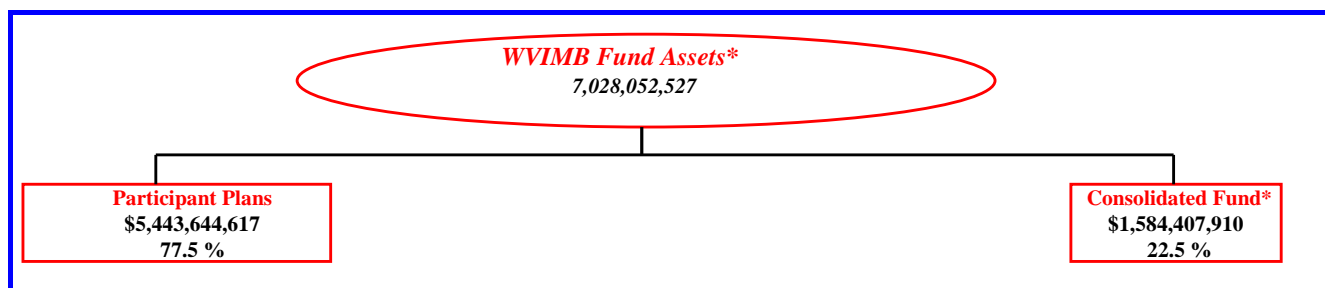 WVIMB Fund Assets*
7,028,052,527
Participant Plans
$5,443,644,617
77.5 %
Consolidated Fund*
$1,584,407,910
22.5 %